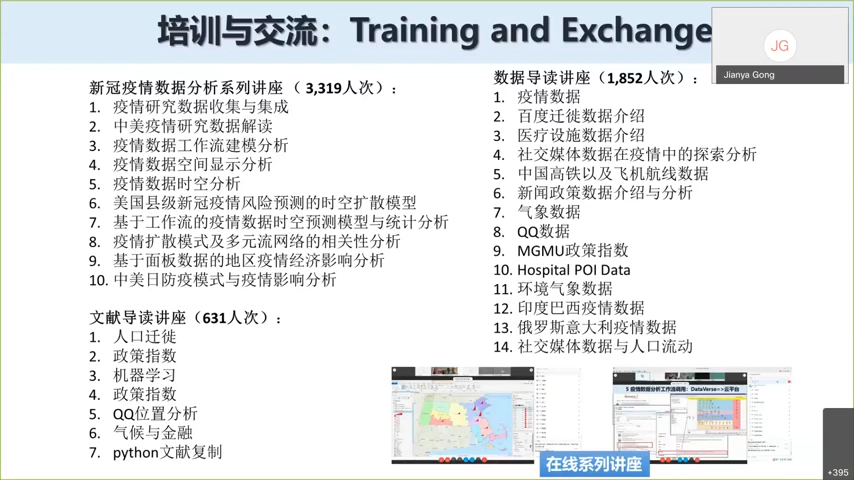 培训与交流：Training and Exchange
JG
Jianya Gong
新冠疫情数据分析系列讲座（ 3,319人次）：
1. 疫情研究数据收集与集成
2. 中美疫情研究数据解读
3. 疫情数据工作流建模分析
4. 疫情数据空间显示分析
5. 疫情数据时空分析
6. 美国县级新冠疫情风险预测的时空扩散模型
7. 基于工作流的疫情数据时空预测模型与统计分析
8. 疫情扩散模式及多元流网络的相关性分析
9. 基于面板数据的地区疫情经济影响分析
10. 中美日防疫模式与疫情影响分析
文献导读讲座（631人次）：
1. 人口迁徙
2. 政策指数
3. 机器学习
4. 政策指数
5. QQ位置分析
6. 气候与金融
7. python文献复制
数据导读讲座（1,852人次）：
1. 疫情数据
2. 百度迁徙数据介绍
3. 医疗设施数据介绍
4. 社交媒体数据在疫情中的探索分析
5. 中国高铁以及飞机航线数据
6. 新闻政策数据介绍与分析
7. 气象数据
8. QQ数据
9. MGMU政策指数
10. Hospital POI Data
11. 环境气象数据
12. 印度巴西疫情数据
13. 俄罗斯意大利疫情数据
14. 社交媒体数据与人口流动
5 疫情数据分析工作流调用：DataVerse=>云平台
在线系列讲座
+395